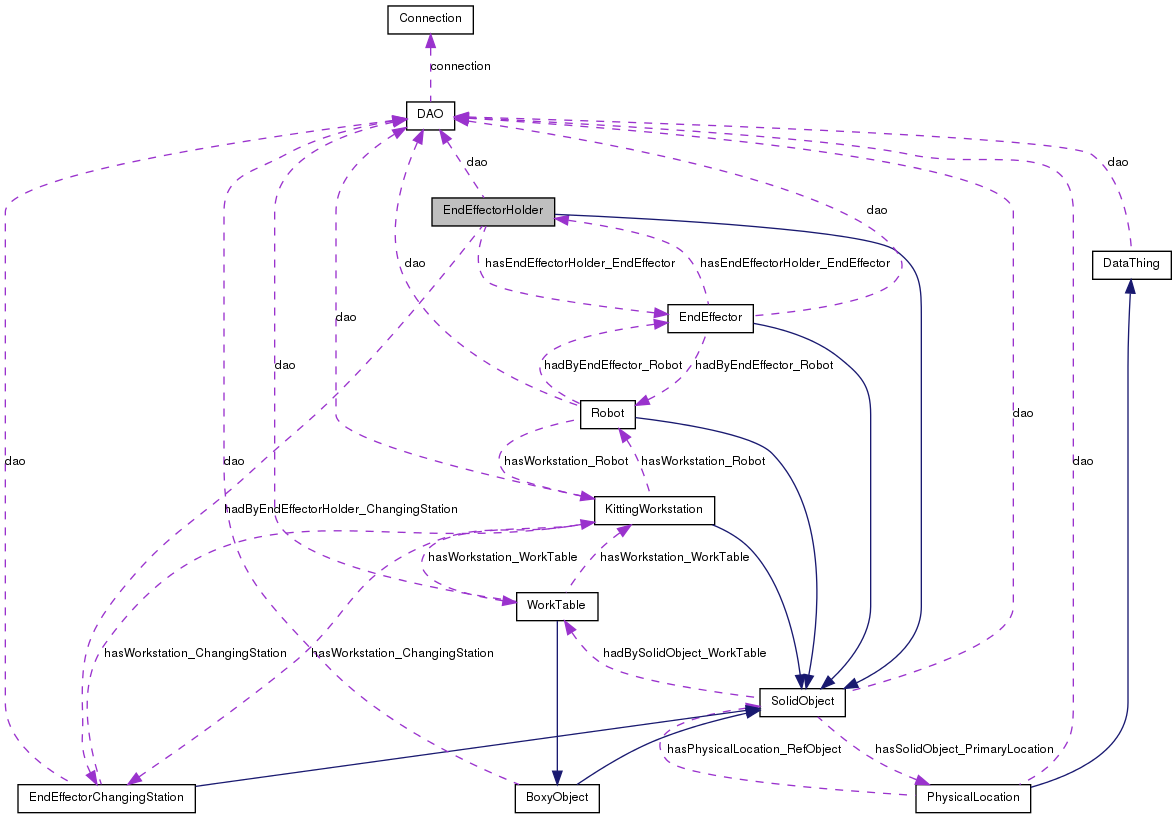 Connection
connection
DAO
dao
EndEffectorHolder
dao
DataThing
dao
hasEndEffectorHolder_EndEffector
hasEndEffectorHolder_EndEffector
dao
EndEffector
dao
hadByEndEffector_Robot
hadByEndEffector_Robot
Robot
dao
dao
dao
hasWorkstation_Robot
hasWorkstation_Robot
dao
dao
KittingWorkstation
hadByEndEffectorHolder_ChangingStation
hasWorkstation_WorkTable
hasWorkstation_WorkTable
WorkTable
hasWorkstation_ChangingStation
hasWorkstation_ChangingStation
hadBySolidObject_WorkTable
SolidObject
hasPhysicalLocation_RefObject
hasSolidObject_PrimaryLocation
EndEffectorChangingStation
BoxyObject
PhysicalLocation